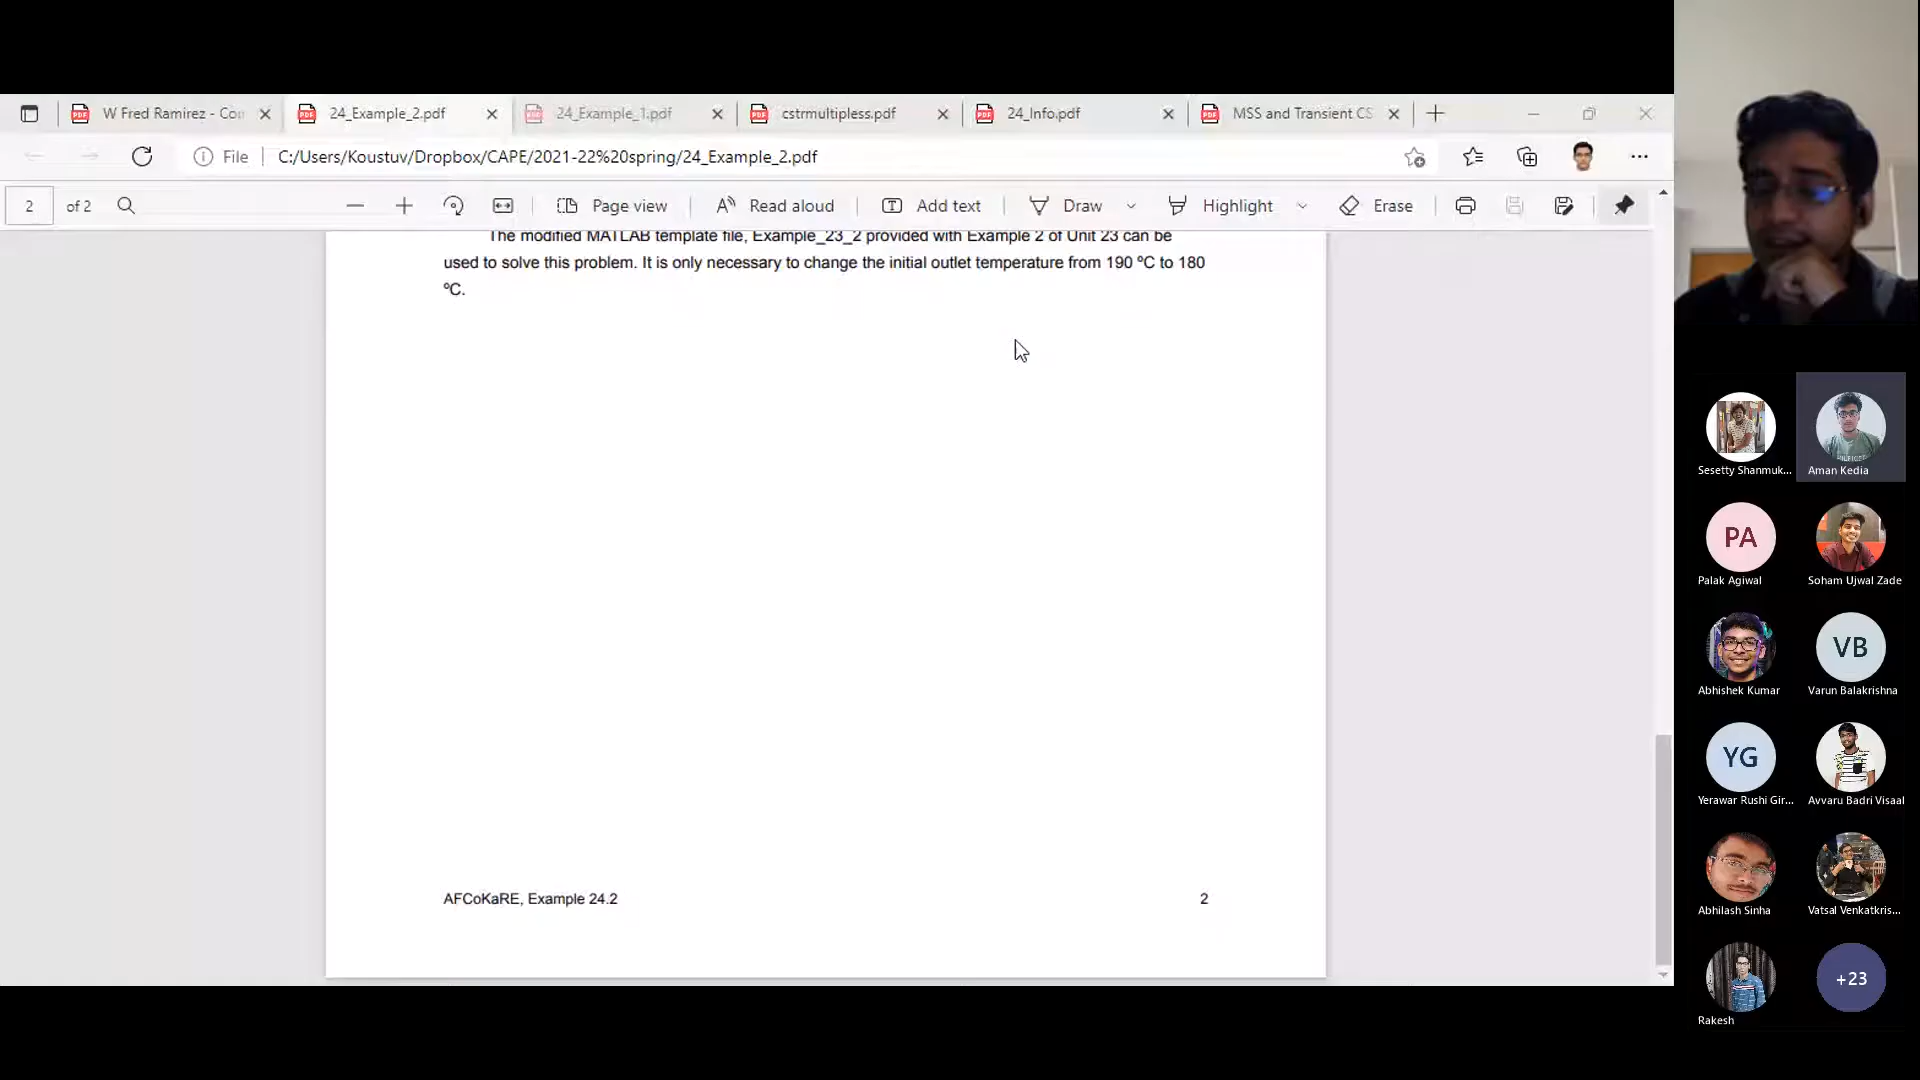 W Fred Ramirez - Co
24_Example_2.pdf
24_Example_1.pdf
cstrmultipless.pdf
24_Info.pdf
MSS and Transient CS
File
C:/Users/Koustuv/Dropbox/CAPE/2021-22%20spring/24_Example_2.pdf
2
of 2
Page view
Read aloud
Add text
Draw
Highlight
Erase
The modified MATLAB template file, Example_23_2 provided with Example 2 of Unit 23 can be
used to solve this problem. It is only necessary to change the initial outlet temperature from 190 ºC to 180
ºC.
AFCoKaRE, Example 24.2
2
Sesetty Shanmuk...
Aman Kedia
PA
Palak Agiwal
Soham Ujwal Zade
Abhishek Kumar
VB
Varun Balakrishna
YG
Yerawar Rushi Gir...
Avvaru Badri Visaal
Abhilash Sinha
Vatsal Venkatkris...
Rakesh
+23